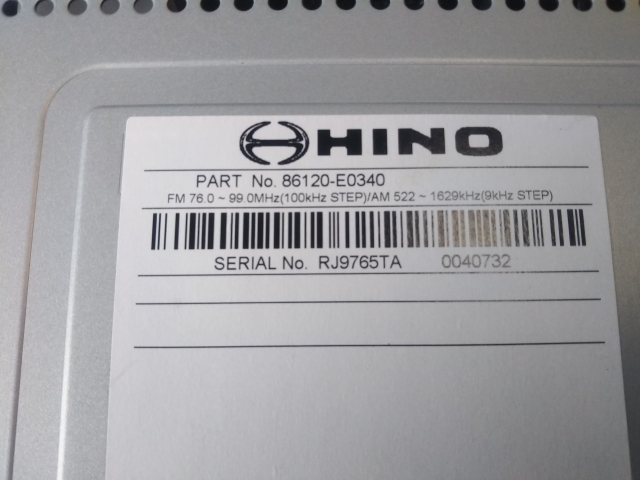 HINO
PART No. 86120-E0340
FM 76.0 ~ 99.0MHz(100kHz STEP)/AM 522 ~ 1629kHz(9kHz STEP)
SERIAL No. RJ9765TA 0040732